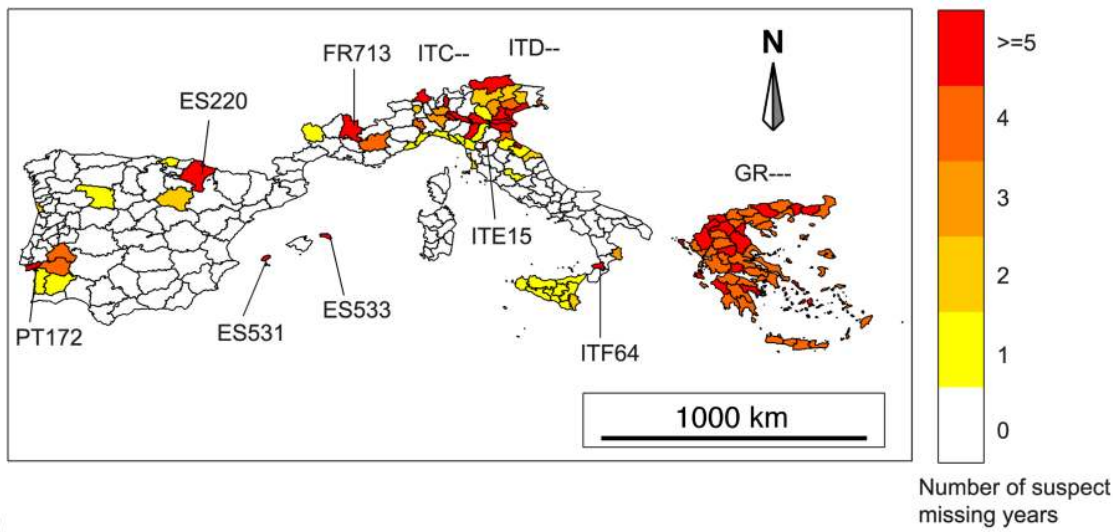 FR713
ITC--
ITD--
N
>=5
ES220
4
3
GR---
ITE15
2
ES533
PT172
ES531
ITF64
1
1000 km
0
Number of suspect
missing years